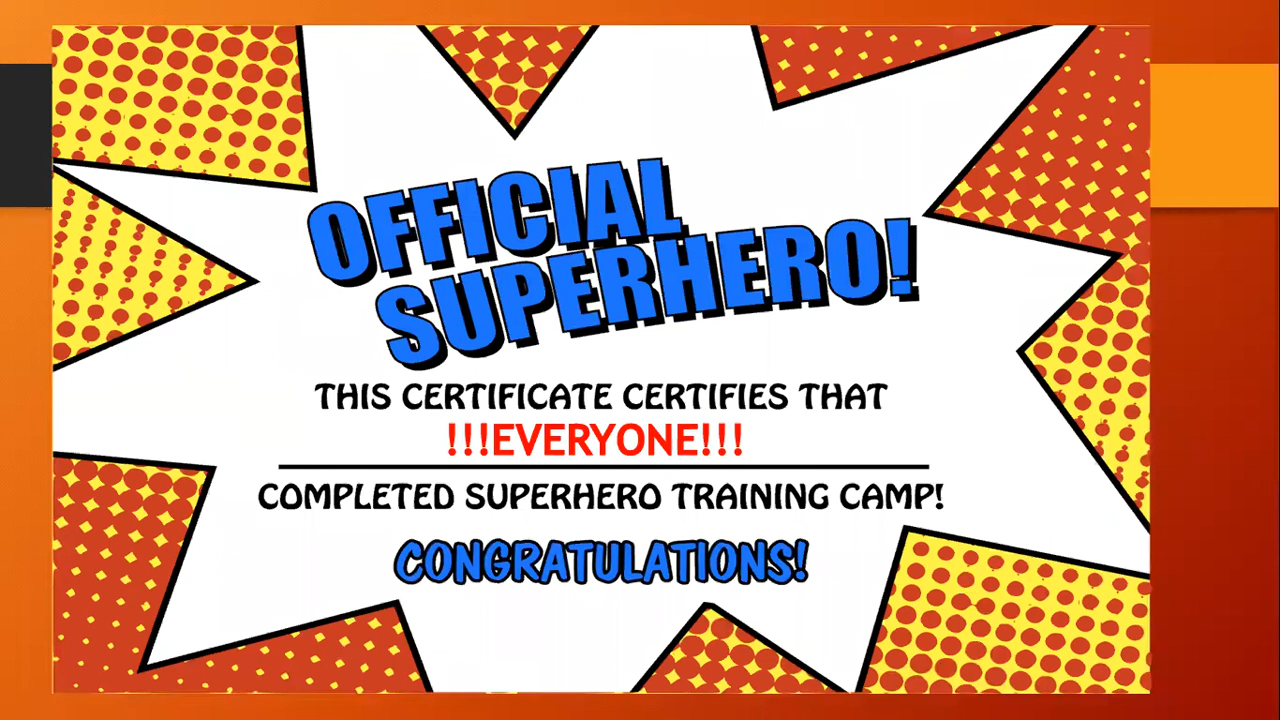 OFFICIAL
SUPERHERO!
THIS CERTIFICATE CERTIFIES THAT
!!!EVERYONE!!!
COMPLETED SUPERHERO TRAINING CAMP!
CONGRATULATIONS!